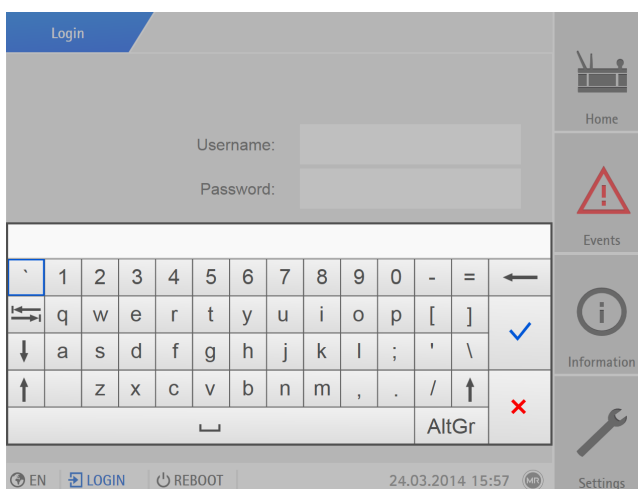 Login
Home
Username:
Password:
Events
` 1 2 3 4 5 6 7 8 9 0 - =
q w e r t y u i o p [ ]
a s d f g h j k l ; ' \
z x c v b n m , . /
AltGr
Information
EN LOGIN REBOOT 24.03.2014 15:57 MR
Settings